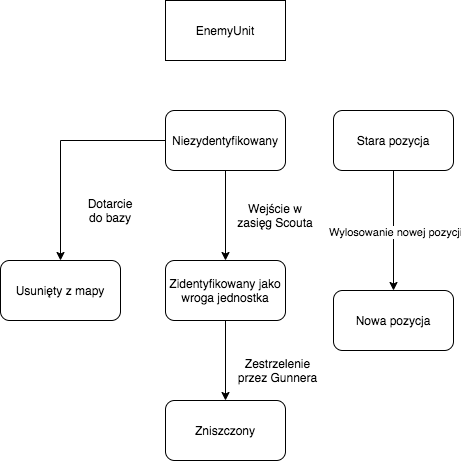 EnemyUnit
Niezydentyfikowany
Stara pozycja
Dotarcie
do bazy
Wejście w
zasięg Scouta
Wylosowanie nowej pozycji
Usunięty z mapy
Zidentyfikowany jako
wroga jednostka
Nowa pozycja
Zestrzelenie
przez Gunnera
Zniszczony